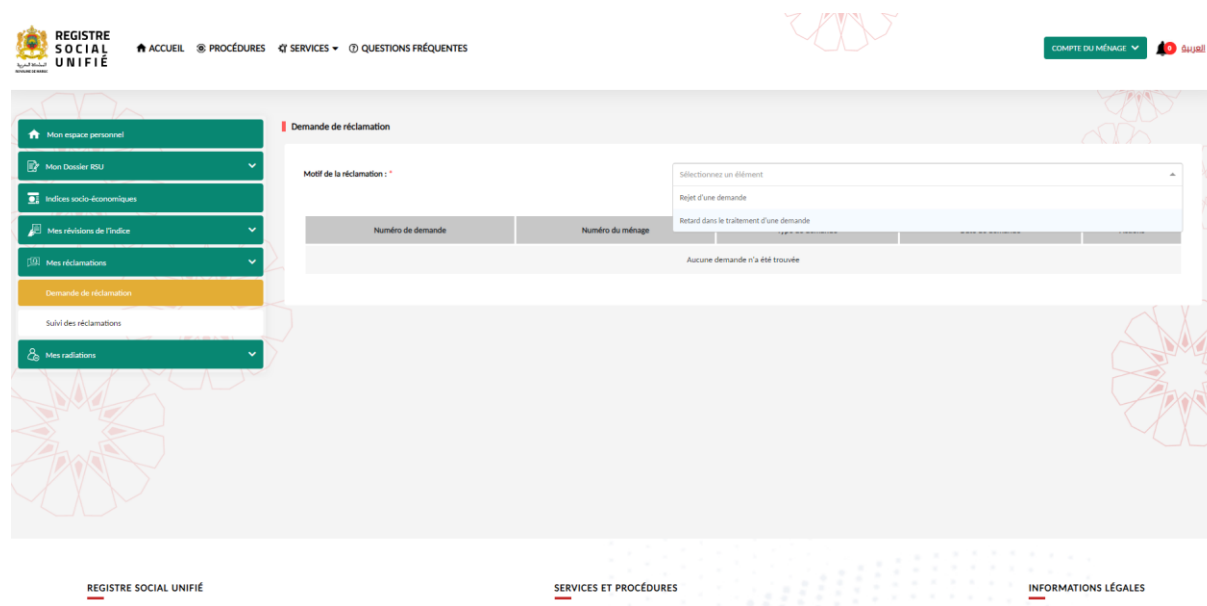 REGISTRE
SOCIAL
UNIFIÉ
ROYAUME DU MAROC
ACCUEIL PROCÉDURES SERVICES QUESTIONS FRÉQUENTES
COMPTE DU MÉNAGE 0 العربية
Mon espace personnel
Mon Dossier RSU
Indices socio-économiques
Mes révisions de l'indice
Mes réclamations
Demande de réclamation
Suivi des réclamations
Mes radiations
Demande de réclamation
Motif de la réclamation : *
Sélectionnez un élément
Rejet d'une demande
Retard dans le traitement d'une demande
Numéro de demande Numéro du ménage
Aucune demande n'a été trouvée
REGISTRE SOCIAL UNIFIÉ SERVICES ET PROCÉDURES INFORMATIONS LÉGALES